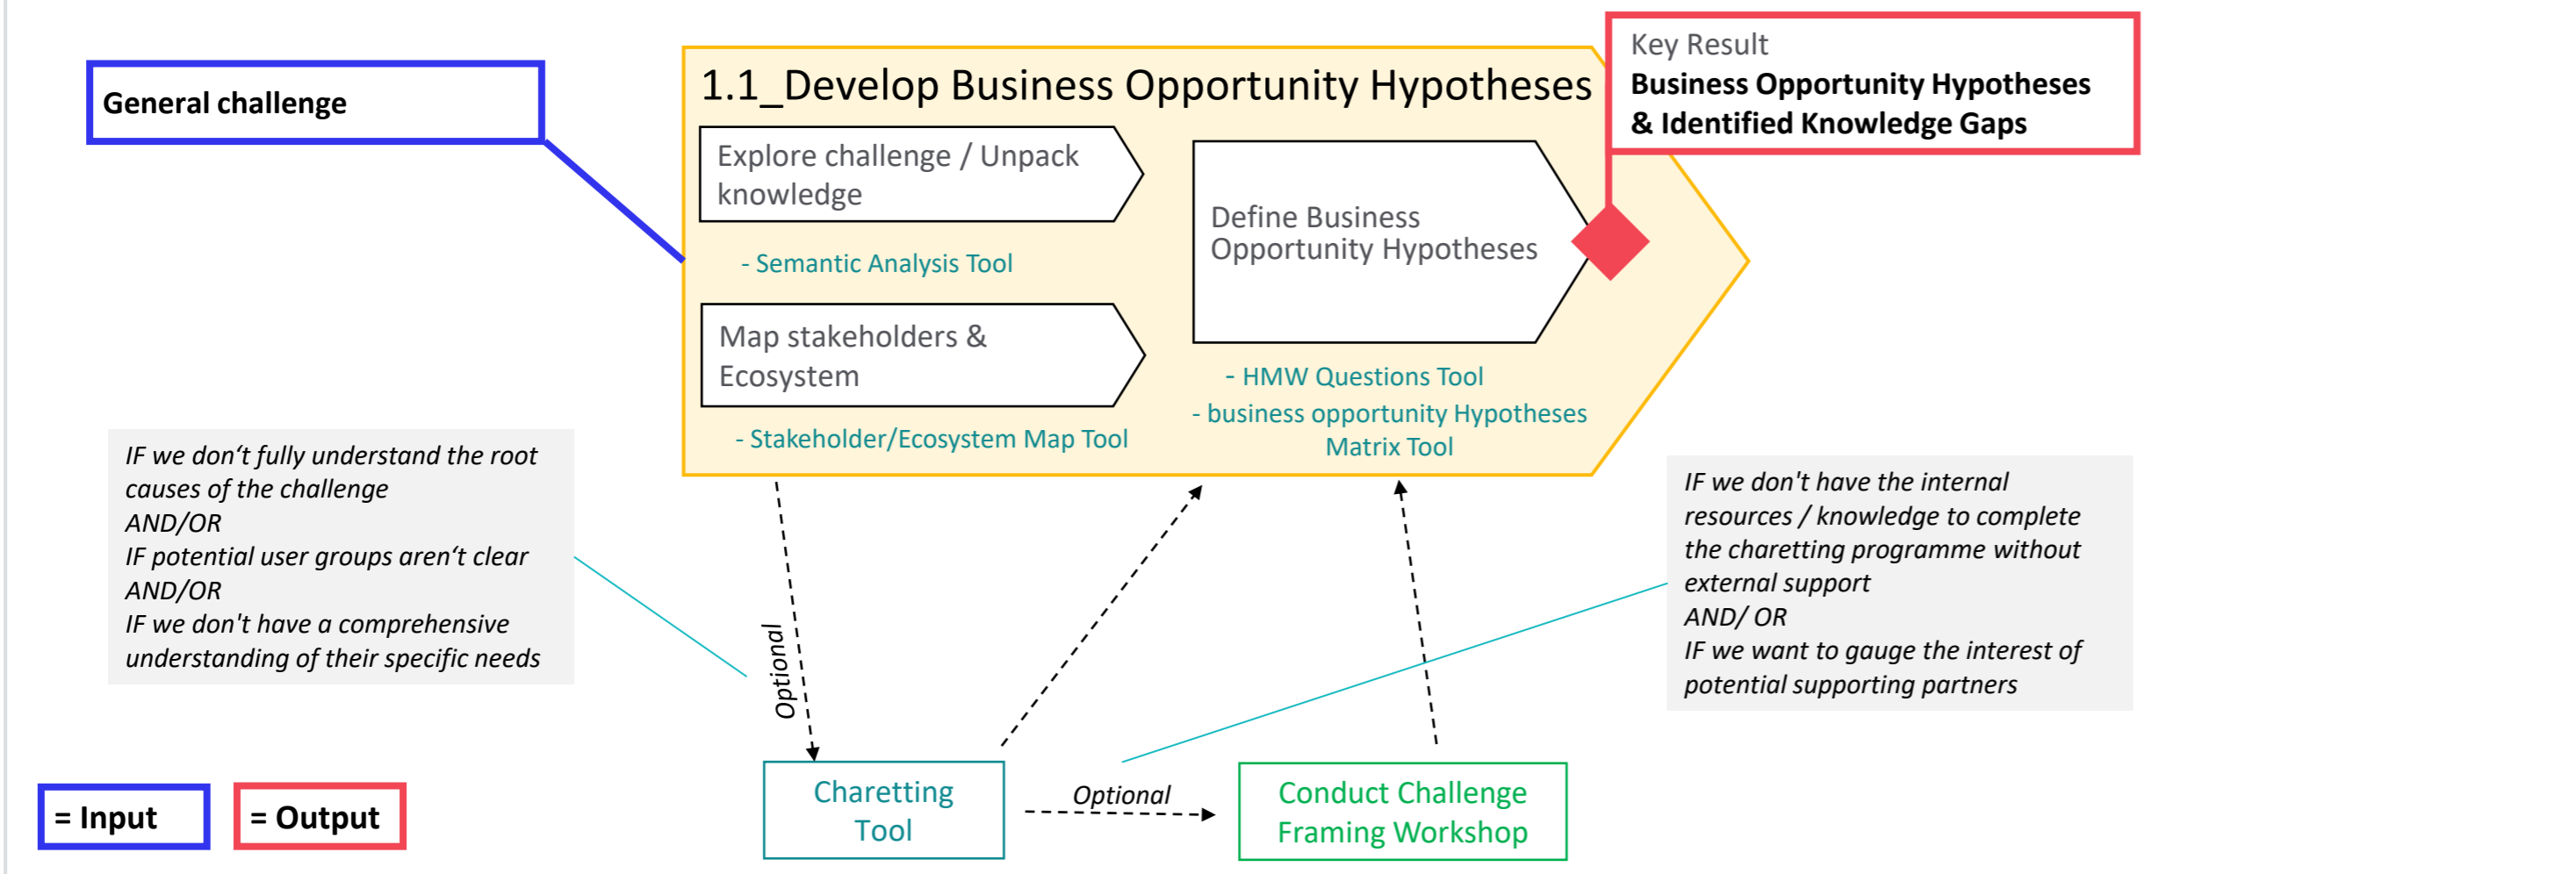 General challenge
1.1_Develop Business Opportunity Hypotheses
Key Result
Business Opportunity Hypotheses
& Identified Knowledge Gaps
Explore challenge / Unpack
knowledge
- Semantic Analysis Tool
Map stakeholders &
Ecosystem
- Stakeholder/Ecosystem Map Tool
Define Business
Opportunity Hypotheses
- HMW Questions Tool
- business opportunity Hypotheses
Matrix Tool
IF we don‘t fully understand the root
causes of the challenge
AND/OR
IF potential user groups aren‘t clear
AND/OR
IF we don't have a comprehensive
understanding of their specific needs
IF we don't have the internal
resources / knowledge to complete
the charetting programme without
external support
AND/ OR
IF we want to gauge the interest of
potential supporting partners
Optional
Charetting
Tool
Optional
Conduct Challenge
Framing Workshop
= Input
= Output